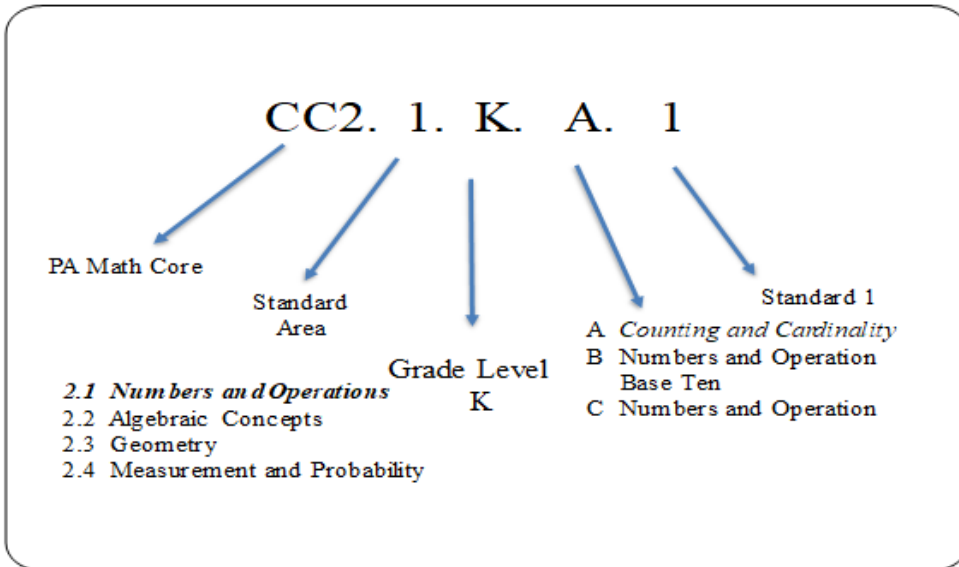 CC2. 1. K. A. 1
PA Math Core
Standard
Area
2.1 Numbers and Operations
2.2 Algebraic Concepts
2.3 Geometry
2.4 Measurement and Probability
Grade Level
K
Standard 1
A Counting and Cardinality
B Numbers and Operation
Base Ten
C Numbers and Operation